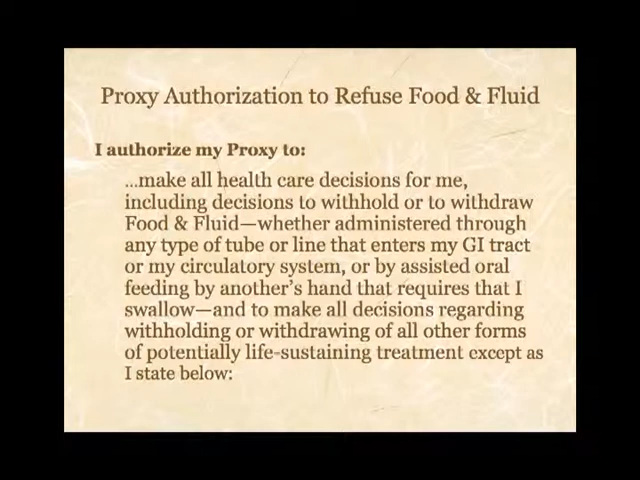 Proxy Authorization to Refuse Food & Fluid
I authorize my Proxy to:
...make all health care decisions for me,
including decisions to withhold or to withdraw
Food & Fluid—whether administered through
any type of tube or line that enters my GI tract
or my circulatory system, or by assisted oral
feeding by another's hand that requires that I
swallow—and to make all decisions regarding
withholding or withdrawing of all other forms
of potentially life-sustaining treatment except as
I state below: